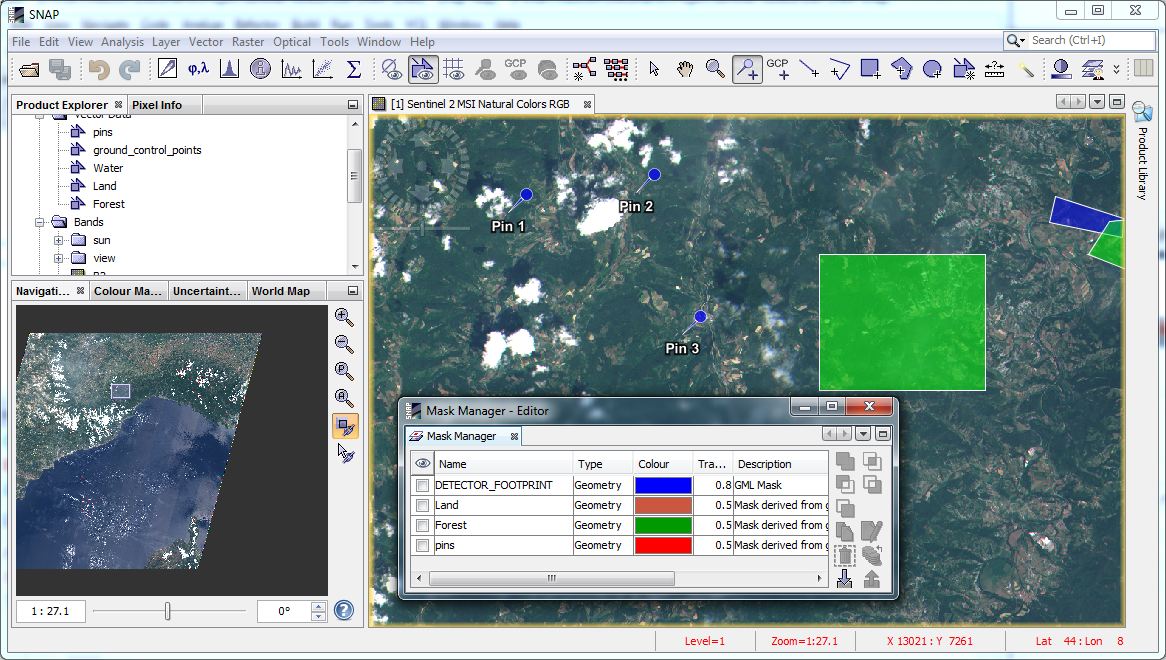 SNAP
File Edit View Analysis Layer Vector Raster Optical Tools Window Help
Search (Ctrl+I)
φ,λ
Σ
GCP
GCP
Product Explorer
Pixel Info
[1] Sentinel 2 MSI Natural Colors RGB
Vector Data
pins
ground_control_points
Water
Land
Forest
Bands
sun
view
B2
Product Library
Navigati...
Colour Ma...
Uncertaint...
World Map
1 : 27.1
0°
Pin 1
Pin 2
Pin 3
SNAP
Mask Manager - Editor
Mask Manager
Name Type Colour Tra... Description
DETECTOR_FOOTPRINT Geometry 0.8 GML Mask
Land Geometry 0.5 Mask derived from g
Forest Geometry 0.5 Mask derived from g
pins Geometry 0.5 Mask derived from g
Level=1
Zoom=1:27.1
X 13021 : Y 7261
Lat 44 : Lon 8